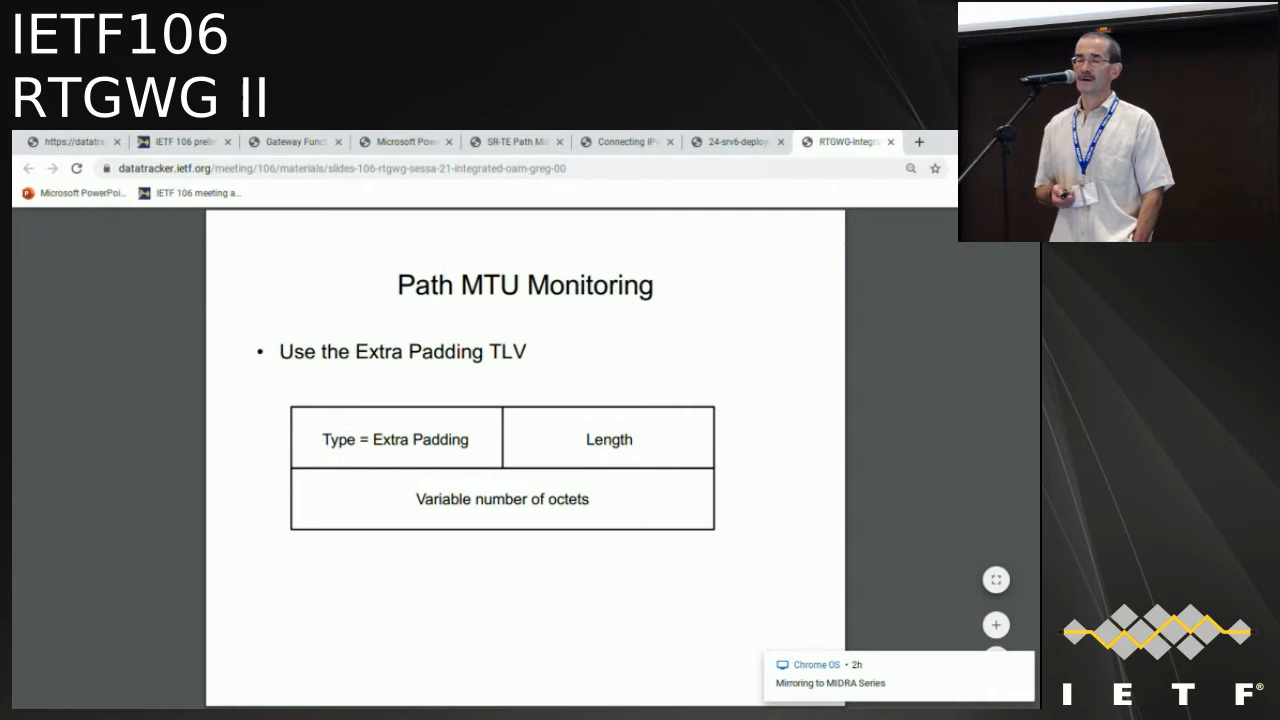 IETF106
RTGWG II
https://datatra
IETF 106 prelim
Gateway Funct
Microsoft Pow
SR-TE Path Mi
Connecting IP
24-srv6-deploy
RTGWG-Integra
datatracker.ietf.org/meeting/106/materials/slides-106-rtgwg-sessa-21-integrated-oam-greg-00
Microsoft PowerPoi...
IETF 106 meeting a...
Path MTU Monitoring
• Use the Extra Padding TLV
Type = Extra Padding
Length
Variable number of octets
Chrome OS • 2h
Mirroring to MIDRA Series
I E T F®